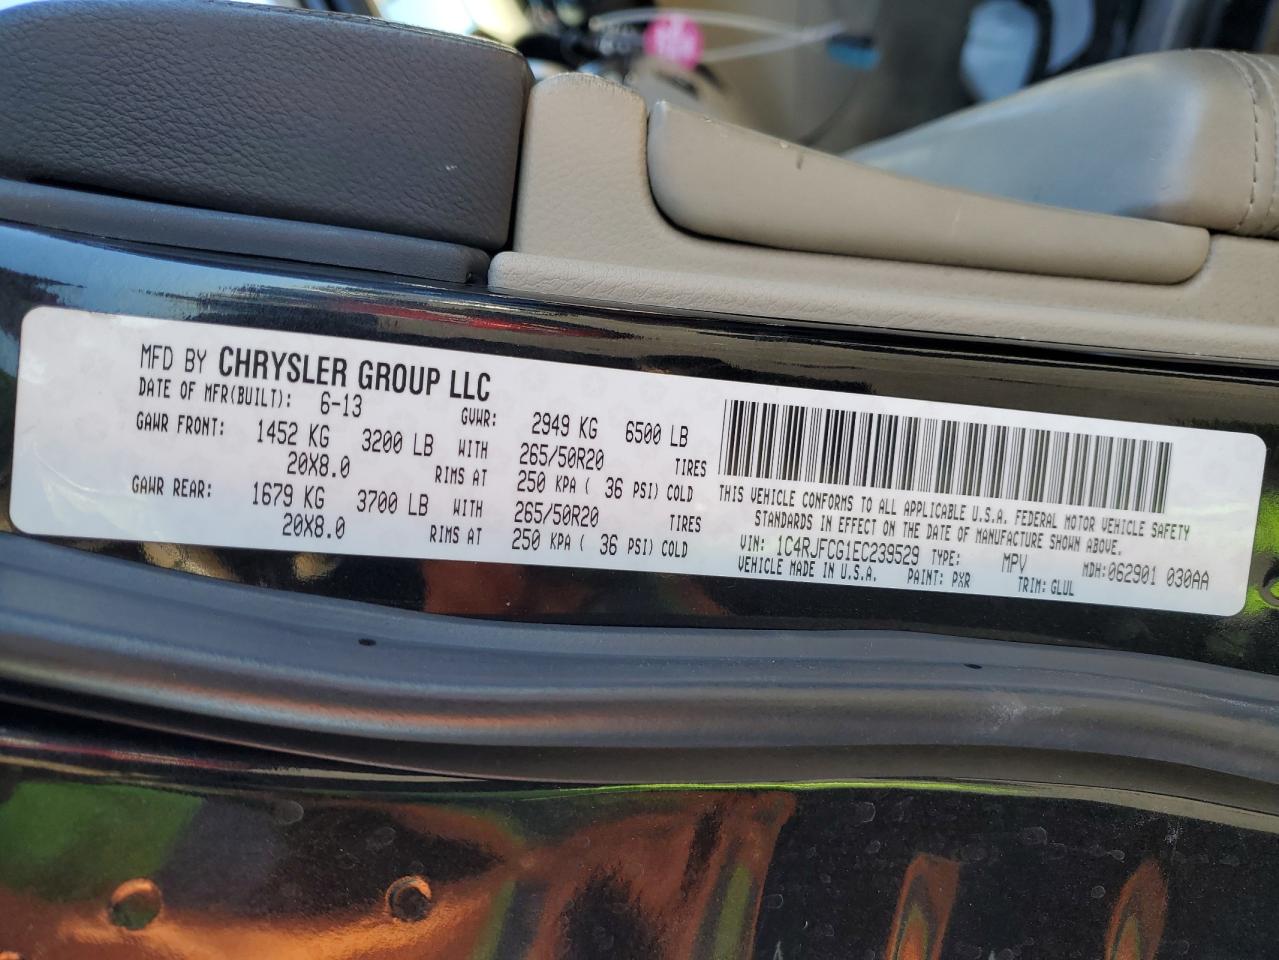 MFD BY CHRYSLER GROUP LLC
DATE OF MFR(BUILT): 6-13 GVWR: 2949 KG 6500 LB
GAWR FRONT: 1452 KG 3200 LB WITH 265/50R20 TIRES
20X8.0 RIMS AT 250 KPA ( 36 PSI) COLD
GAWR REAR: 1679 KG 3700 LB WITH 265/50R20 TIRES
20X8.0 RIMS AT 250 KPA ( 36 PSI) COLD
THIS VEHICLE CONFORMS TO ALL APPLICABLE U.S.A. FEDERAL MOTOR VEHICLE SAFETY
STANDARDS IN EFFECT ON THE DATE OF MANUFACTURE SHOWN ABOVE.
VIN: 1C4RJFCG1EC239529 TYPE: MPV MDH:062901 030AA
VEHICLE MADE IN U.S.A. PAINT: PXR TRIM: GLUL